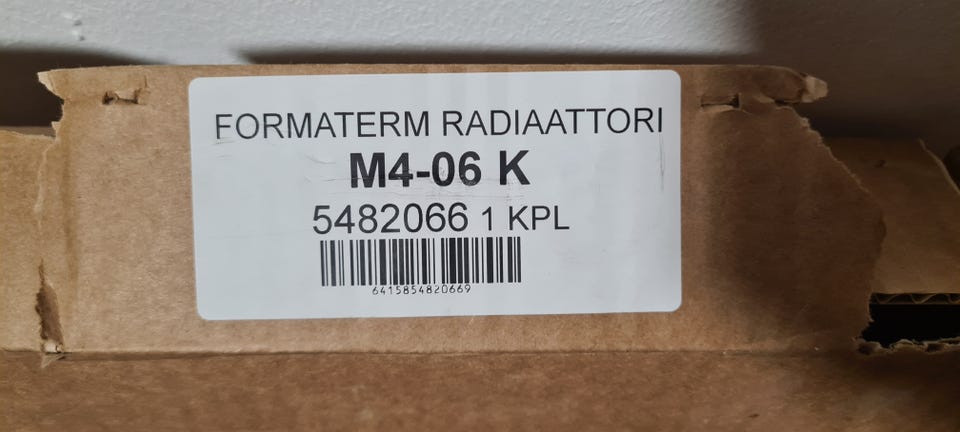 FORMATERM RADIAATTORI
M4-06 K
5482066 1 KPL
6415854820669